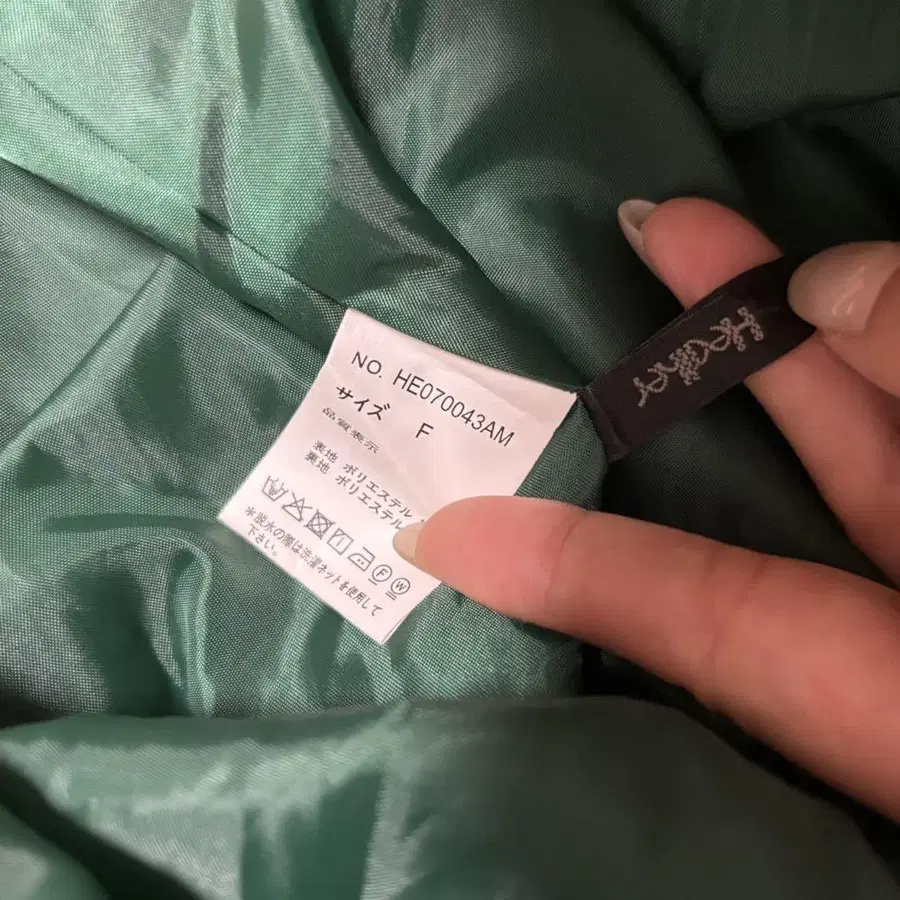 NO. HE070043AM
サイズ F
品質表示
表地 ポリエステル
裏地 ポリエステル
F W
※脱水の際は洗濯ネットを使用して
下さい。
Heather